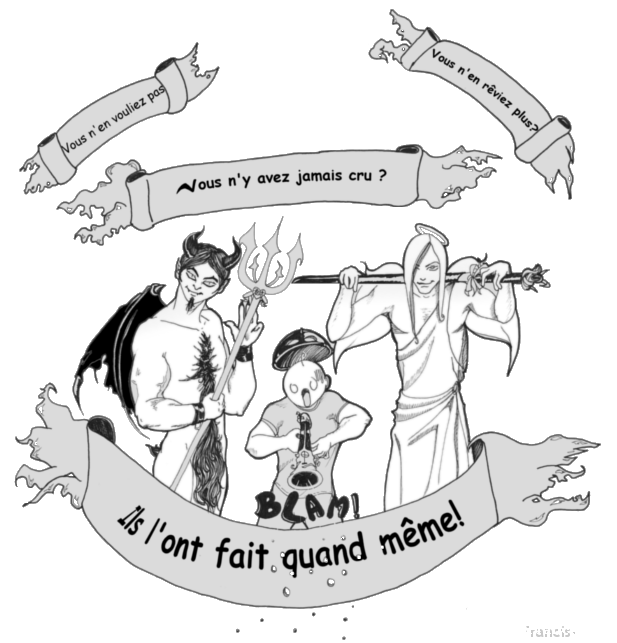 Vous n'en vouliez pas
Vous n'en rêviez plus?
Vous n'y avez jamais cru ?
BLAM!
ils l'ont fait quand même!
Francis